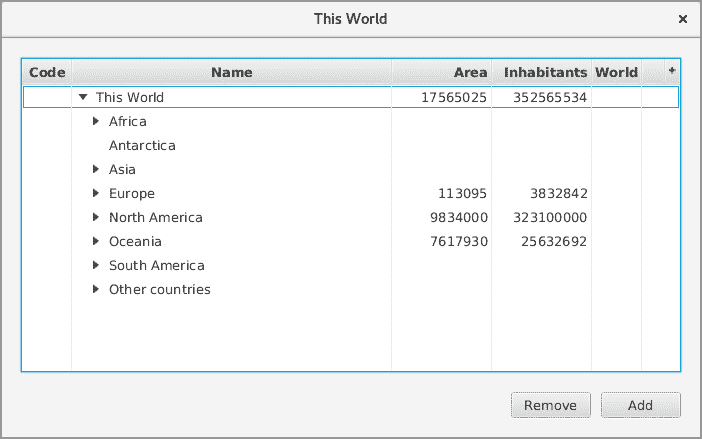 This World ×
Code Name Area Inhabitants World +
This World 17565025 352565534
Africa
Antarctica
Asia
Europe 113095 3832842
North America 9834000 323100000
Oceania 7617930 25632692
South America
Other countries
Remove Add